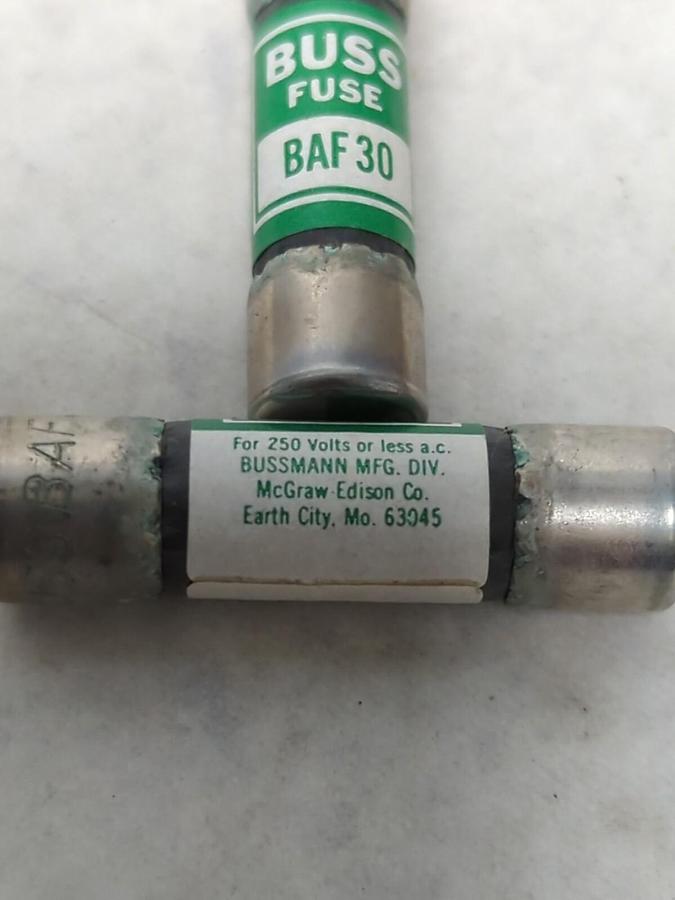 BUSS
FUSE
BAF 30
For 250 Volts or less a.c.
BUSSMANN MFG. DIV.
McGraw-Edison Co.
Earth City, Mo. 63045
BAF